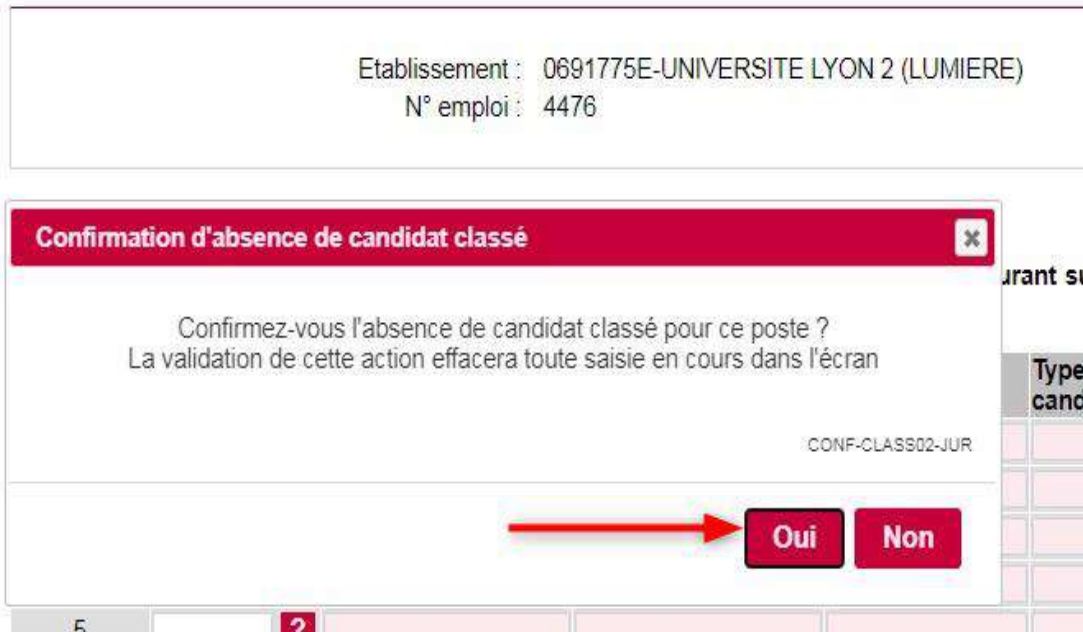 Etablissement : 0691775E-UNIVERSITE LYON 2 (LUMIERE)
N° emploi : 4476
Confirmation d'absence de candidat classé
Confirmez-vous l'absence de candidat classé pour ce poste ?
La validation de cette action effacera toute saisie en cours dans l'écran
Type
CONF-CLASS02-JUR
Oui Non
5 ?